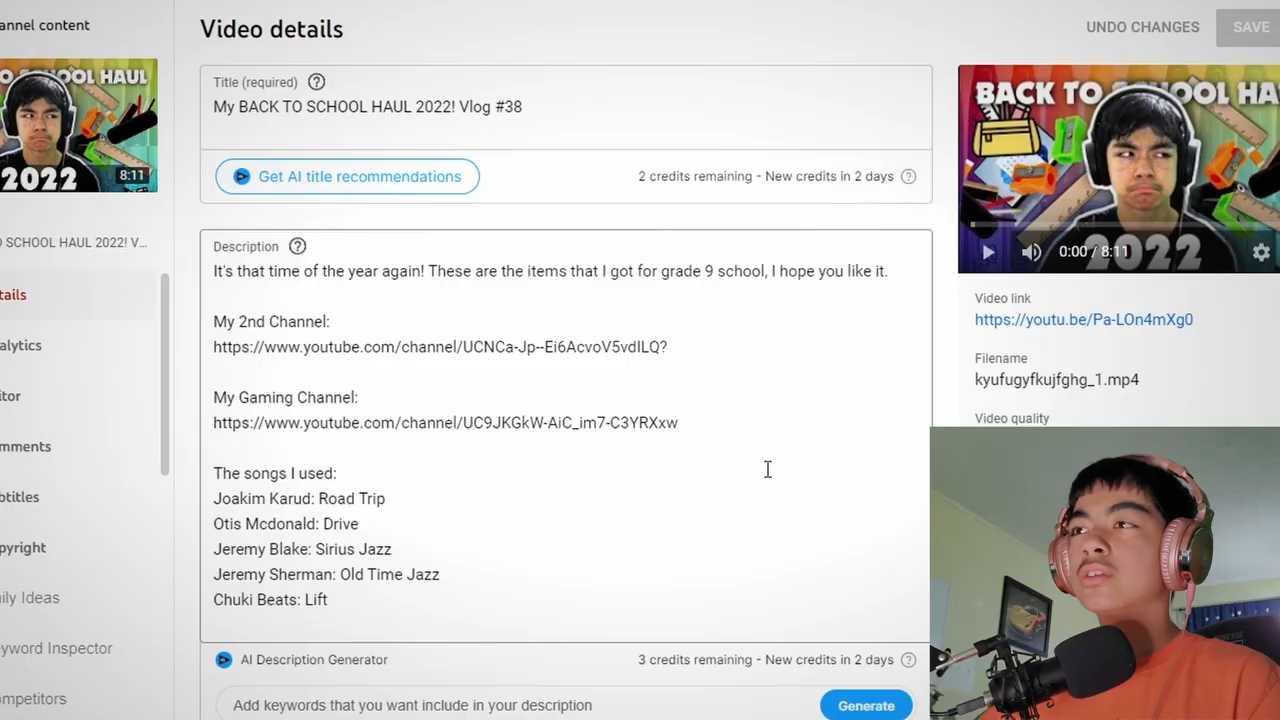 annel content
Video details
UNDO CHANGES
SAVE
O SCHOOL HAUL
2022
8:11
SCHOOL HAUL 2022! V...
tails
alytics
itor
mments
btitles
pyright
ily Ideas
yword Inspector
ompetitors
Title (required)
My BACK TO SCHOOL HAUL 2022! Vlog #38
Get AI title recommendations
2 credits remaining - New credits in 2 days
Description
It's that time of the year again! These are the items that I got for grade 9 school, I hope you like it.
My 2nd Channel:
https://www.youtube.com/channel/UCNCa-Jp--Ei6AcvoV5vdILQ?
My Gaming Channel:
https://www.youtube.com/channel/UC9JKGkW-AiC_im7-C3YRXxw
The songs I used:
Joakim Karud: Road Trip
Otis Mcdonald: Drive
Jeremy Blake: Sirius Jazz
Jeremy Sherman: Old Time Jazz
Chuki Beats: Lift
AI Description Generator
3 credits remaining - New credits in 2 days
Add keywords that you want include in your description
Generate
BACK TO SCHOOL HA
2022
0:00 / 8:11
Video link
https://youtu.be/Pa-LOn4mXg0
Filename
kyufugyfkujfghg_1.mp4
Video quality